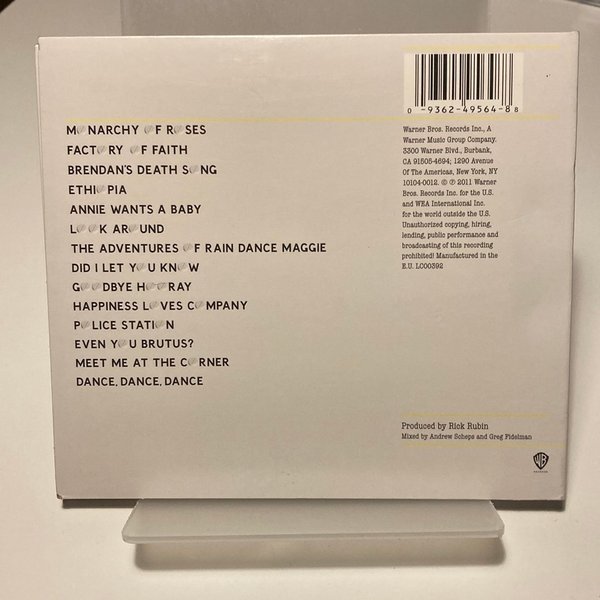 MONARCHY OF ROSES
FACTORY OF FAITH
BRENDAN'S DEATH SONG
ETHIOPIA
ANNIE WANTS A BABY
LOOK AROUND
THE ADVENTURES OF RAIN DANCE MAGGIE
DID I LET YOU KNOW
GOODBYE HOORAY
HAPPINESS LOVES COMPANY
POLICE STATION
EVEN YOU BRUTUS?
MEET ME AT THE CORNER
DANCE, DANCE, DANCE
0 -9362-49564-8 8
Warner Bros. Records Inc., A
Warner Music Group Company.
3300 Warner Blvd., Burbank,
CA 91505-4694; 1290 Avenue
Of The Americas, New York, NY
10104-0012. © ℗ 2011 Warner
Bros. Records Inc. for the U.S.
and WEA International Inc.
for the world outside the U.S.
Unauthorized copying, hiring,
lending, public performance and
broadcasting of this recording
prohibited! Manufactured in the
E.U. LC00392
Produced by Rick Rubin
Mixed by Andrew Scheps and Greg Fidelman
WB